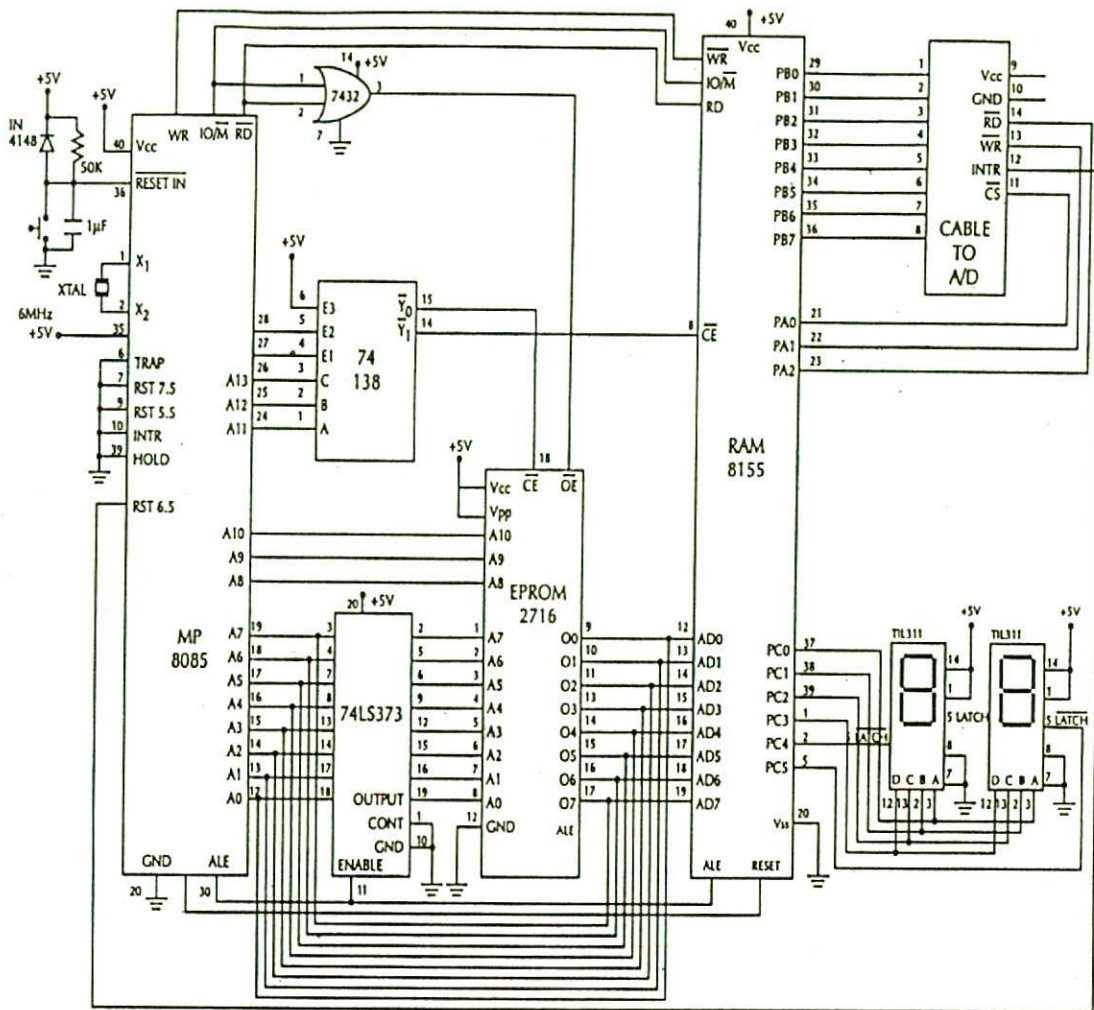 40 +5V
Vcc
WR
IO/M
RD
PB0 29
PB1 30
PB2 31
PB3 32
PB4 33
PB5 34
PB6 35
PB7 36
PA0 21
PA1 22
PA2 23
8 CE
RAM
8155
12 AD0
13 AD1
14 AD2
15 AD3
16 AD4
17 AD5
18 AD6
19 AD7
PC0 37
PC1 38
PC2 39
PC3 1
PC4 2
PC5 5
Vss 20
ALE RESET
1
2
3
4
5
6
7
8
Vcc 9
GND 10
RD 14
WR 13
INTR 12
CS 11
CABLE
TO
A/D
14 +5V
1
2
7432
3
7
+5V
IN
4148
50K
1μF
+5V
40 Vcc
WR IO/M RD
36 RESET IN
1 X1
XTAL
2 X2
6MHz
+5V 35
6 TRAP
7 RST 7.5
9 RST 5.5
10 INTR
39 HOLD
RST 6.5
28
27
A13 26
A12 25
A11 24
A10
A9
A8
MP
8085
A7 19
A6 18
A5 17
A4 16
A3 15
A2 14
A1 13
A0 12
GND ALE
20 30
+5V
6 E3
5 E2
4 E1
3 C
2 B
1 A
Y0 15
Y1 14
74
138
20 +5V
3 2
4 5
7 6
8 9
13 12
14 15
17 16
18 19
74LS373
OUTPUT
CONT 1
GND 10
ENABLE
11
+5V
18
Vcc CE OE
Vpp
A10
A9
A8
EPROM
2716
1 A7
2 A6
3 A5
4 A4
5 A3
6 A2
7 A1
8 A0
12 GND
O0 9
O1 10
O2 11
O3 13
O4 14
O5 15
O6 16
O7 17
ALE
TIL311
+5V
14
1
5 LATCH
8
7
D C B A
12 13 2 3
TIL311
+5V
14
1
5 LATCH
8
7
D C B A
12 13 2 3